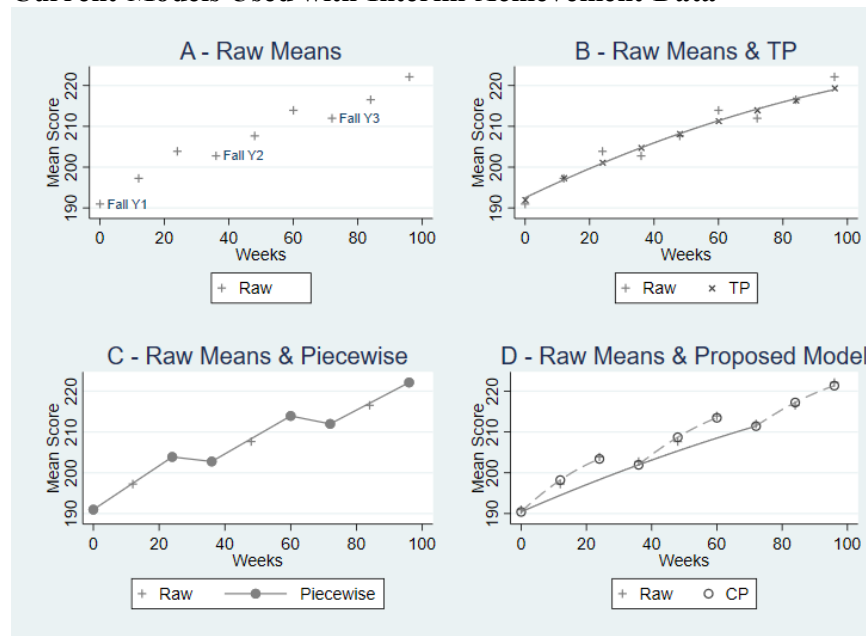 Current Models Used with Interim Achievement Data
A - Raw Means
Mean Score
220
210
200
190
Fall Y1
Fall Y2
Fall Y3
0 20 40 60 80 100
Weeks
+ Raw
B - Raw Means & TP
Mean Score
220
210
200
190
0 20 40 60 80 100
Weeks
+ Raw × TP
C - Raw Means & Piecewise
Mean Score
220
210
200
190
0 20 40 60 80 100
Weeks
+ Raw Piecewise
D - Raw Means & Proposed Model
Mean Score
220
210
200
190
0 20 40 60 80 100
Weeks
+ Raw o CP